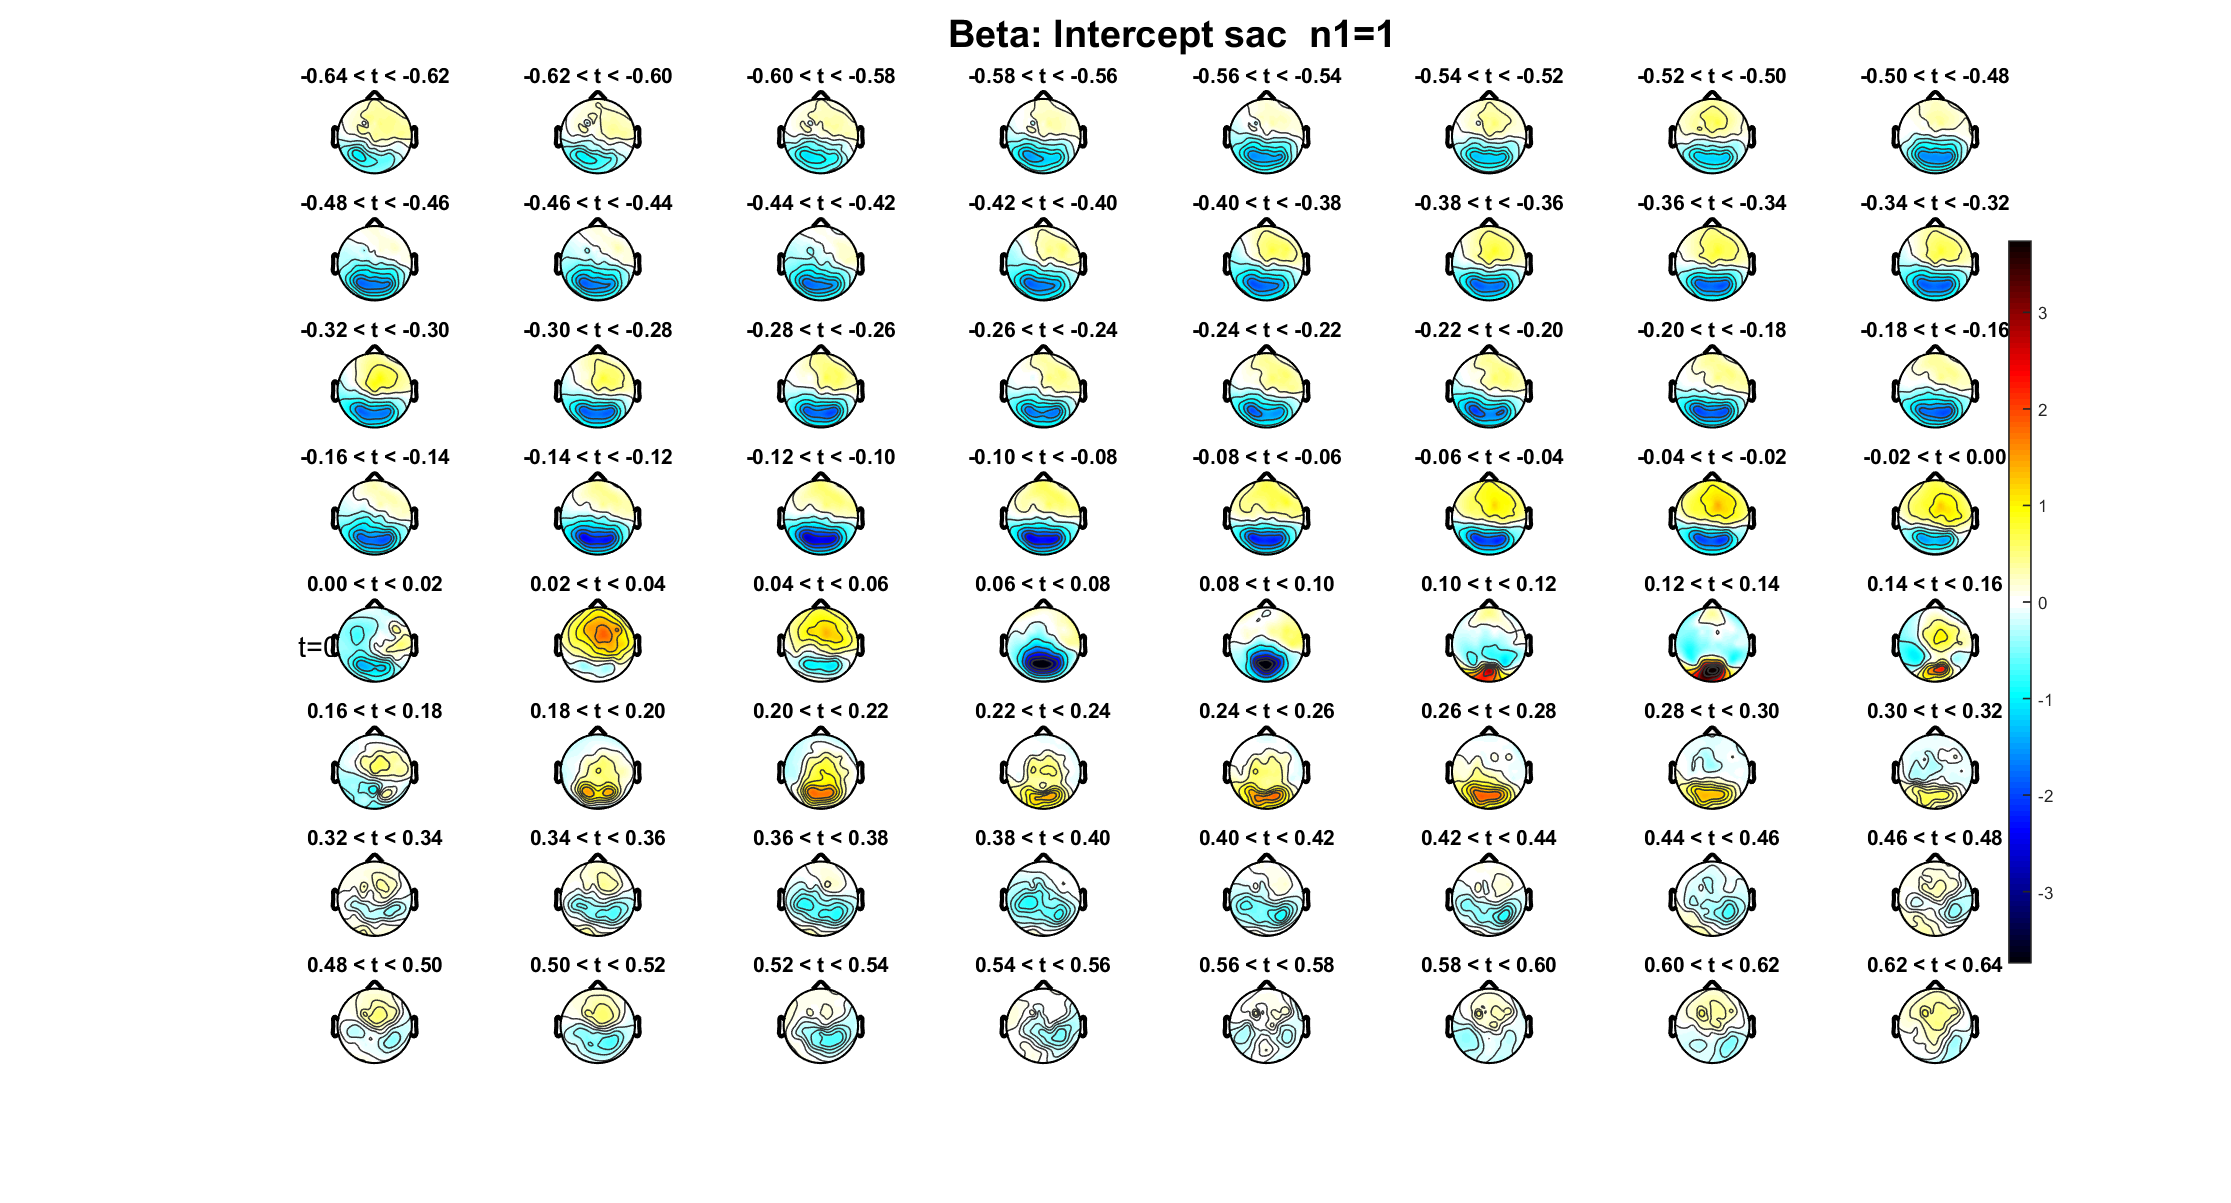 Beta: Intercept sac  n1=1
-0.64 < t < -0.62 -0.62 < t < -0.60 -0.60 < t < -0.58 -0.58 < t < -0.56 -0.56 < t < -0.54 -0.54 < t < -0.52 -0.52 < t < -0.50 -0.50 < t < -0.48
-0.48 < t < -0.46 -0.46 < t < -0.44 -0.44 < t < -0.42 -0.42 < t < -0.40 -0.40 < t < -0.38 -0.38 < t < -0.36 -0.36 < t < -0.34 -0.34 < t < -0.32
-0.32 < t < -0.30 -0.30 < t < -0.28 -0.28 < t < -0.26 -0.26 < t < -0.24 -0.24 < t < -0.22 -0.22 < t < -0.20 -0.20 < t < -0.18 -0.18 < t < -0.16
-0.16 < t < -0.14 -0.14 < t < -0.12 -0.12 < t < -0.10 -0.10 < t < -0.08 -0.08 < t < -0.06 -0.06 < t < -0.04 -0.04 < t < -0.02 -0.02 < t < 0.00
0.00 < t < 0.02 0.02 < t < 0.04 0.04 < t < 0.06 0.06 < t < 0.08 0.08 < t < 0.10 0.10 < t < 0.12 0.12 < t < 0.14 0.14 < t < 0.16
t=0
0.16 < t < 0.18 0.18 < t < 0.20 0.20 < t < 0.22 0.22 < t < 0.24 0.24 < t < 0.26 0.26 < t < 0.28 0.28 < t < 0.30 0.30 < t < 0.32
0.32 < t < 0.34 0.34 < t < 0.36 0.36 < t < 0.38 0.38 < t < 0.40 0.40 < t < 0.42 0.42 < t < 0.44 0.44 < t < 0.46 0.46 < t < 0.48
0.48 < t < 0.50 0.50 < t < 0.52 0.52 < t < 0.54 0.54 < t < 0.56 0.56 < t < 0.58 0.58 < t < 0.60 0.60 < t < 0.62 0.62 < t < 0.64
3
2
1
0
-1
-2
-3